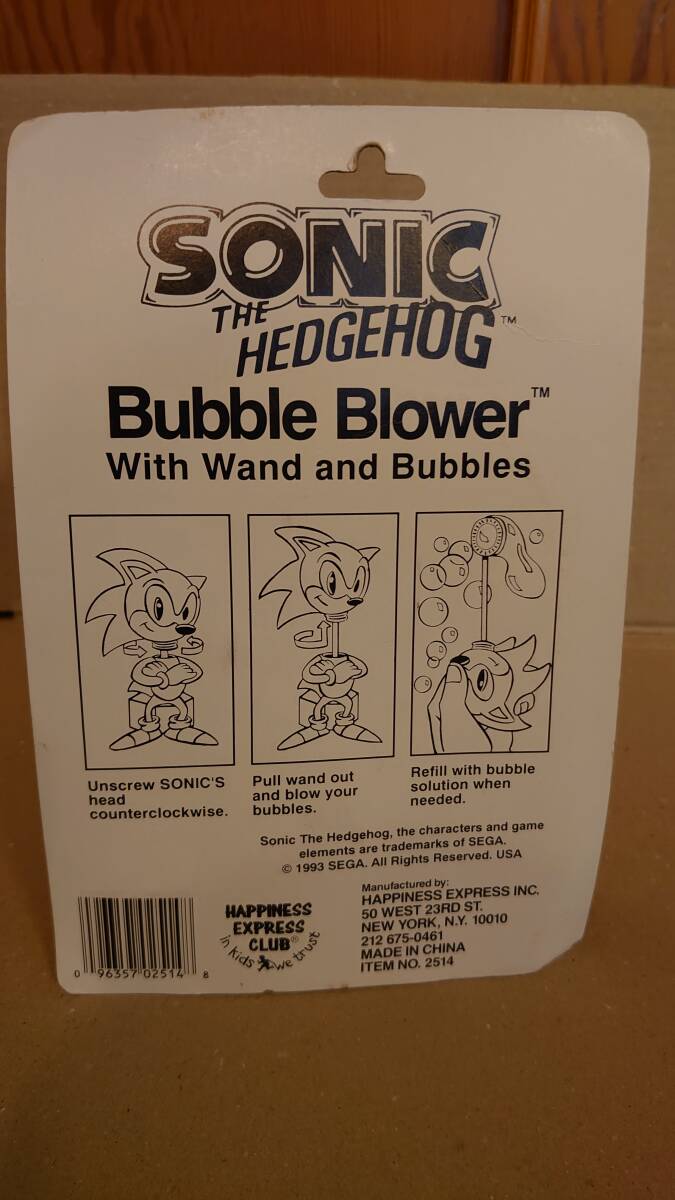 SONIC
THE
HEDGEHOG™
Bubble Blower™
With Wand and Bubbles
Unscrew SONIC'S
head
counterclockwise.
Pull wand out
and blow your
bubbles.
Refill with bubble
solution when
needed.
Sonic The Hedgehog, the characters and game
elements are trademarks of SEGA.
© 1993 SEGA. All Rights Reserved. USA
0 96357 02514 8
HAPPINESS
EXPRESS
CLUB®
in kids we trust
Manufactured by:
HAPPINESS EXPRESS INC.
50 WEST 23RD ST.
NEW YORK, N.Y. 10010
212 675-0461
MADE IN CHINA
ITEM NO. 2514